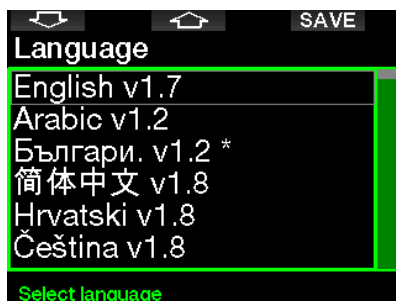 SAVE
Language
English v1.7
Arabic v1.2
Българи. v1.2 *
简体中文 v1.8
Hrvatski v1.8
Čeština v1.8
Select language